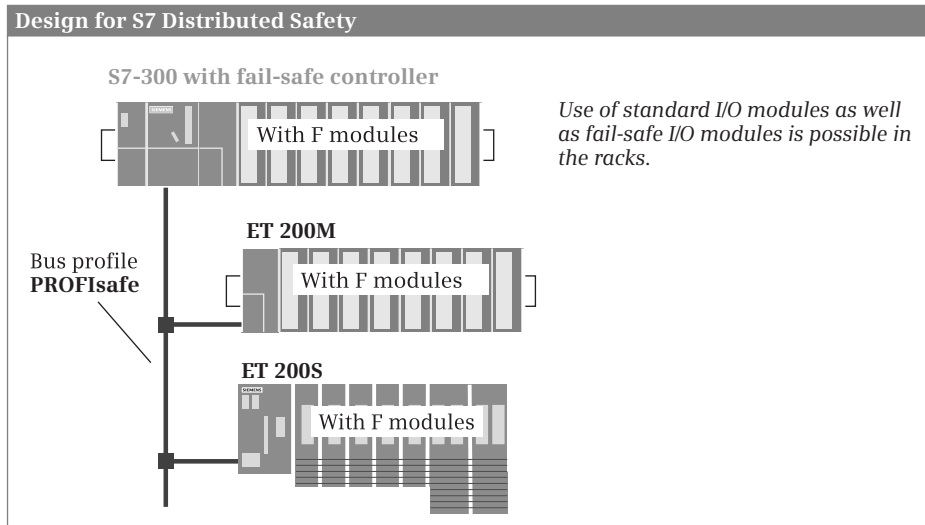 Design for S7 Distributed Safety
S7-300 with fail-safe controller
SIEMENS
With F modules
Use of standard I/O modules as well
as fail-safe I/O modules is possible in
the racks.
ET 200M
With F modules
Bus profile
PROFIsafe
ET 200S
SIEMENS
With F modules